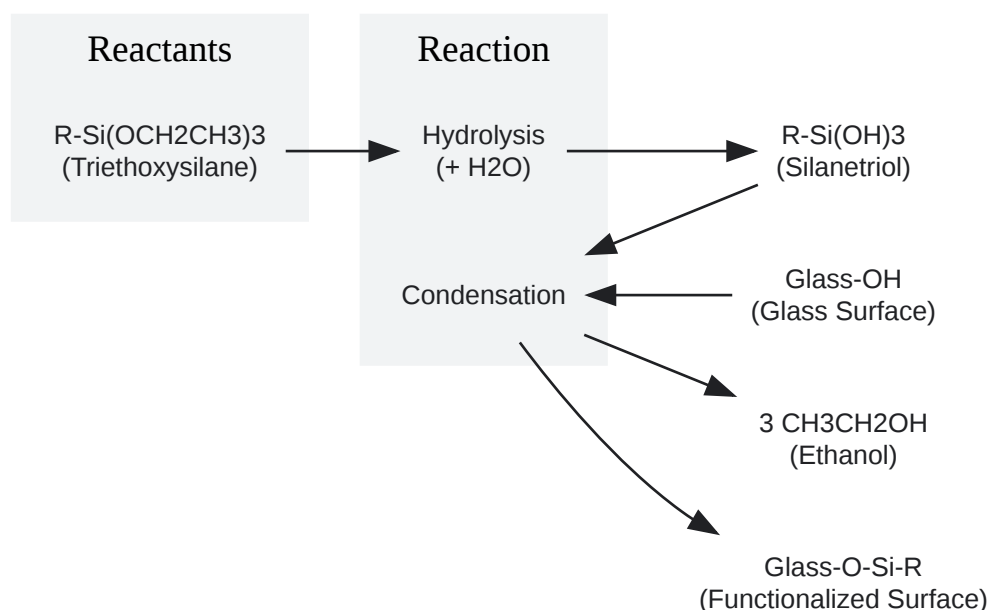 Reactants
Reaction
R-Si(OCH2CH3)3
(Triethoxysilane)
Hydrolysis
(+ H2O)
R-Si(OH)3
(Silanetriol)
Condensation
Glass-OH
(Glass Surface)
3 CH3CH2OH
(Ethanol)
Glass-O-Si-R
(Functionalized Surface)